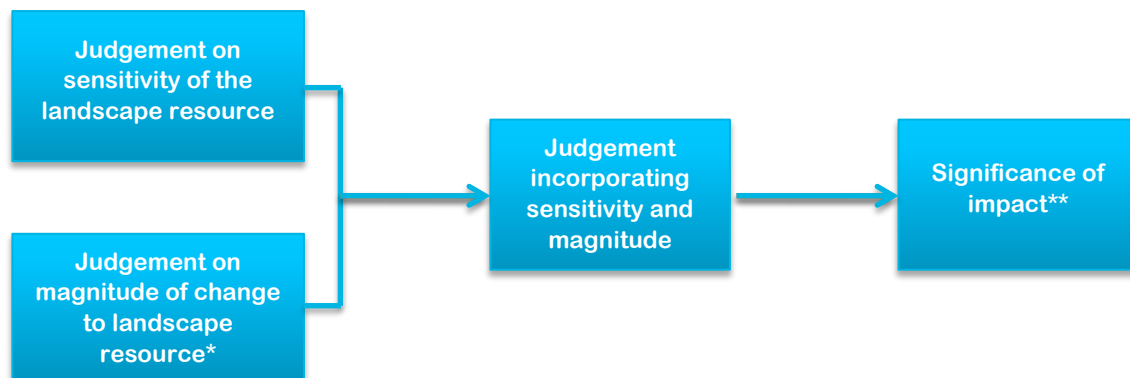 Judgement on
sensitivity of the
landscape resource
Judgement on
magnitude of change
to landscape
resource*
Judgement
incorporating
sensitivity and
magnitude
Significance of
impact**